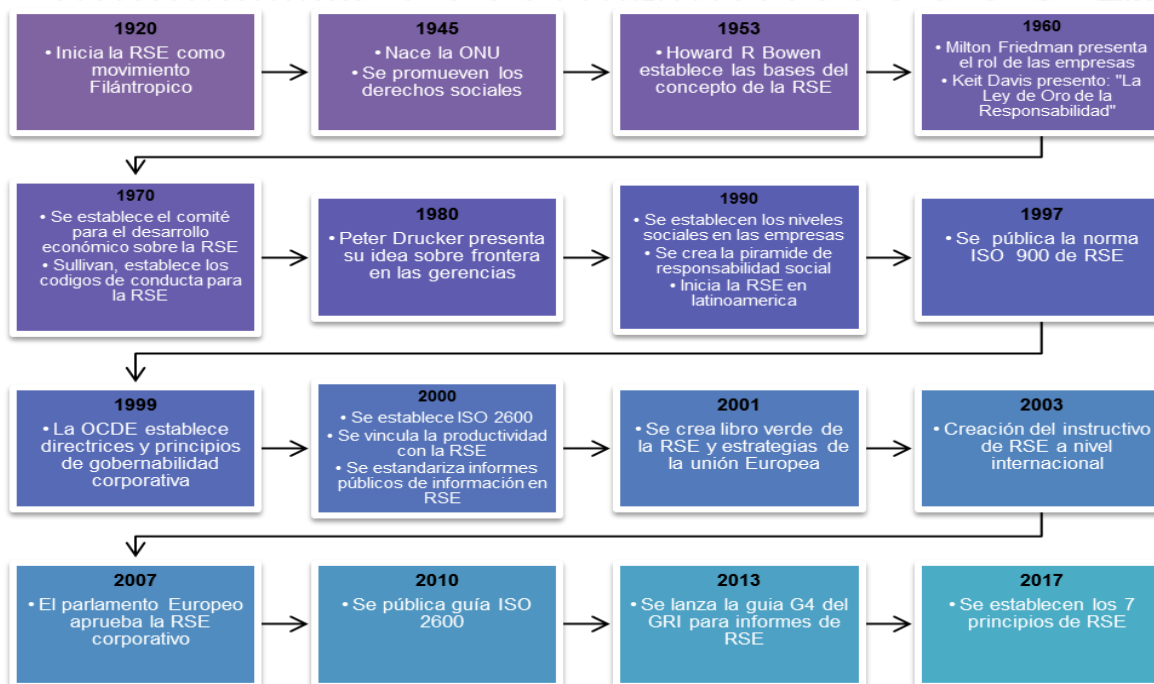 1920
• Inicia la RSE como
movimiento
Filántropico
1945
• Nace la ONU
• Se promueven los
derechos sociales
1953
• Howard R Bowen
establece las bases del
concepto de la RSE
1960
• Milton Friedman presenta
el rol de las empresas
• Keit Davis presento: "La
Ley de Oro de la
Responsabilidad"
1970
• Se establece el comité
para el desarrollo
económico sobre la RSE
• Sullivan, establece los
codigos de conducta para
la RSE
1980
• Peter Drucker presenta
su idea sobre frontera
en las gerencias
1990
• Se establecen los niveles
sociales en las empresas
• Se crea la piramide de
responsabilidad social
• Inicia la RSE en
latinoamerica
1997
• Se pública la norma
ISO 900 de RSE
1999
• La OCDE establece
directrices y principios
de gobernabilidad
corporativa
2000
• Se establece ISO 2600
• Se vincula la productividad
con la RSE
• Se estandariza informes
públicos de información en
RSE
2001
• Se crea libro verde de
la RSE y estrategias de
la unión Europea
2003
• Creación del instructivo
de RSE a nivel
internacional
2007
• El parlamento Europeo
aprueba la RSE
corporativo
2010
• Se pública guía ISO
2600
2013
• Se lanza la guia G4 del
GRI para informes de
RSE
2017
• Se establecen los 7
principios de RSE